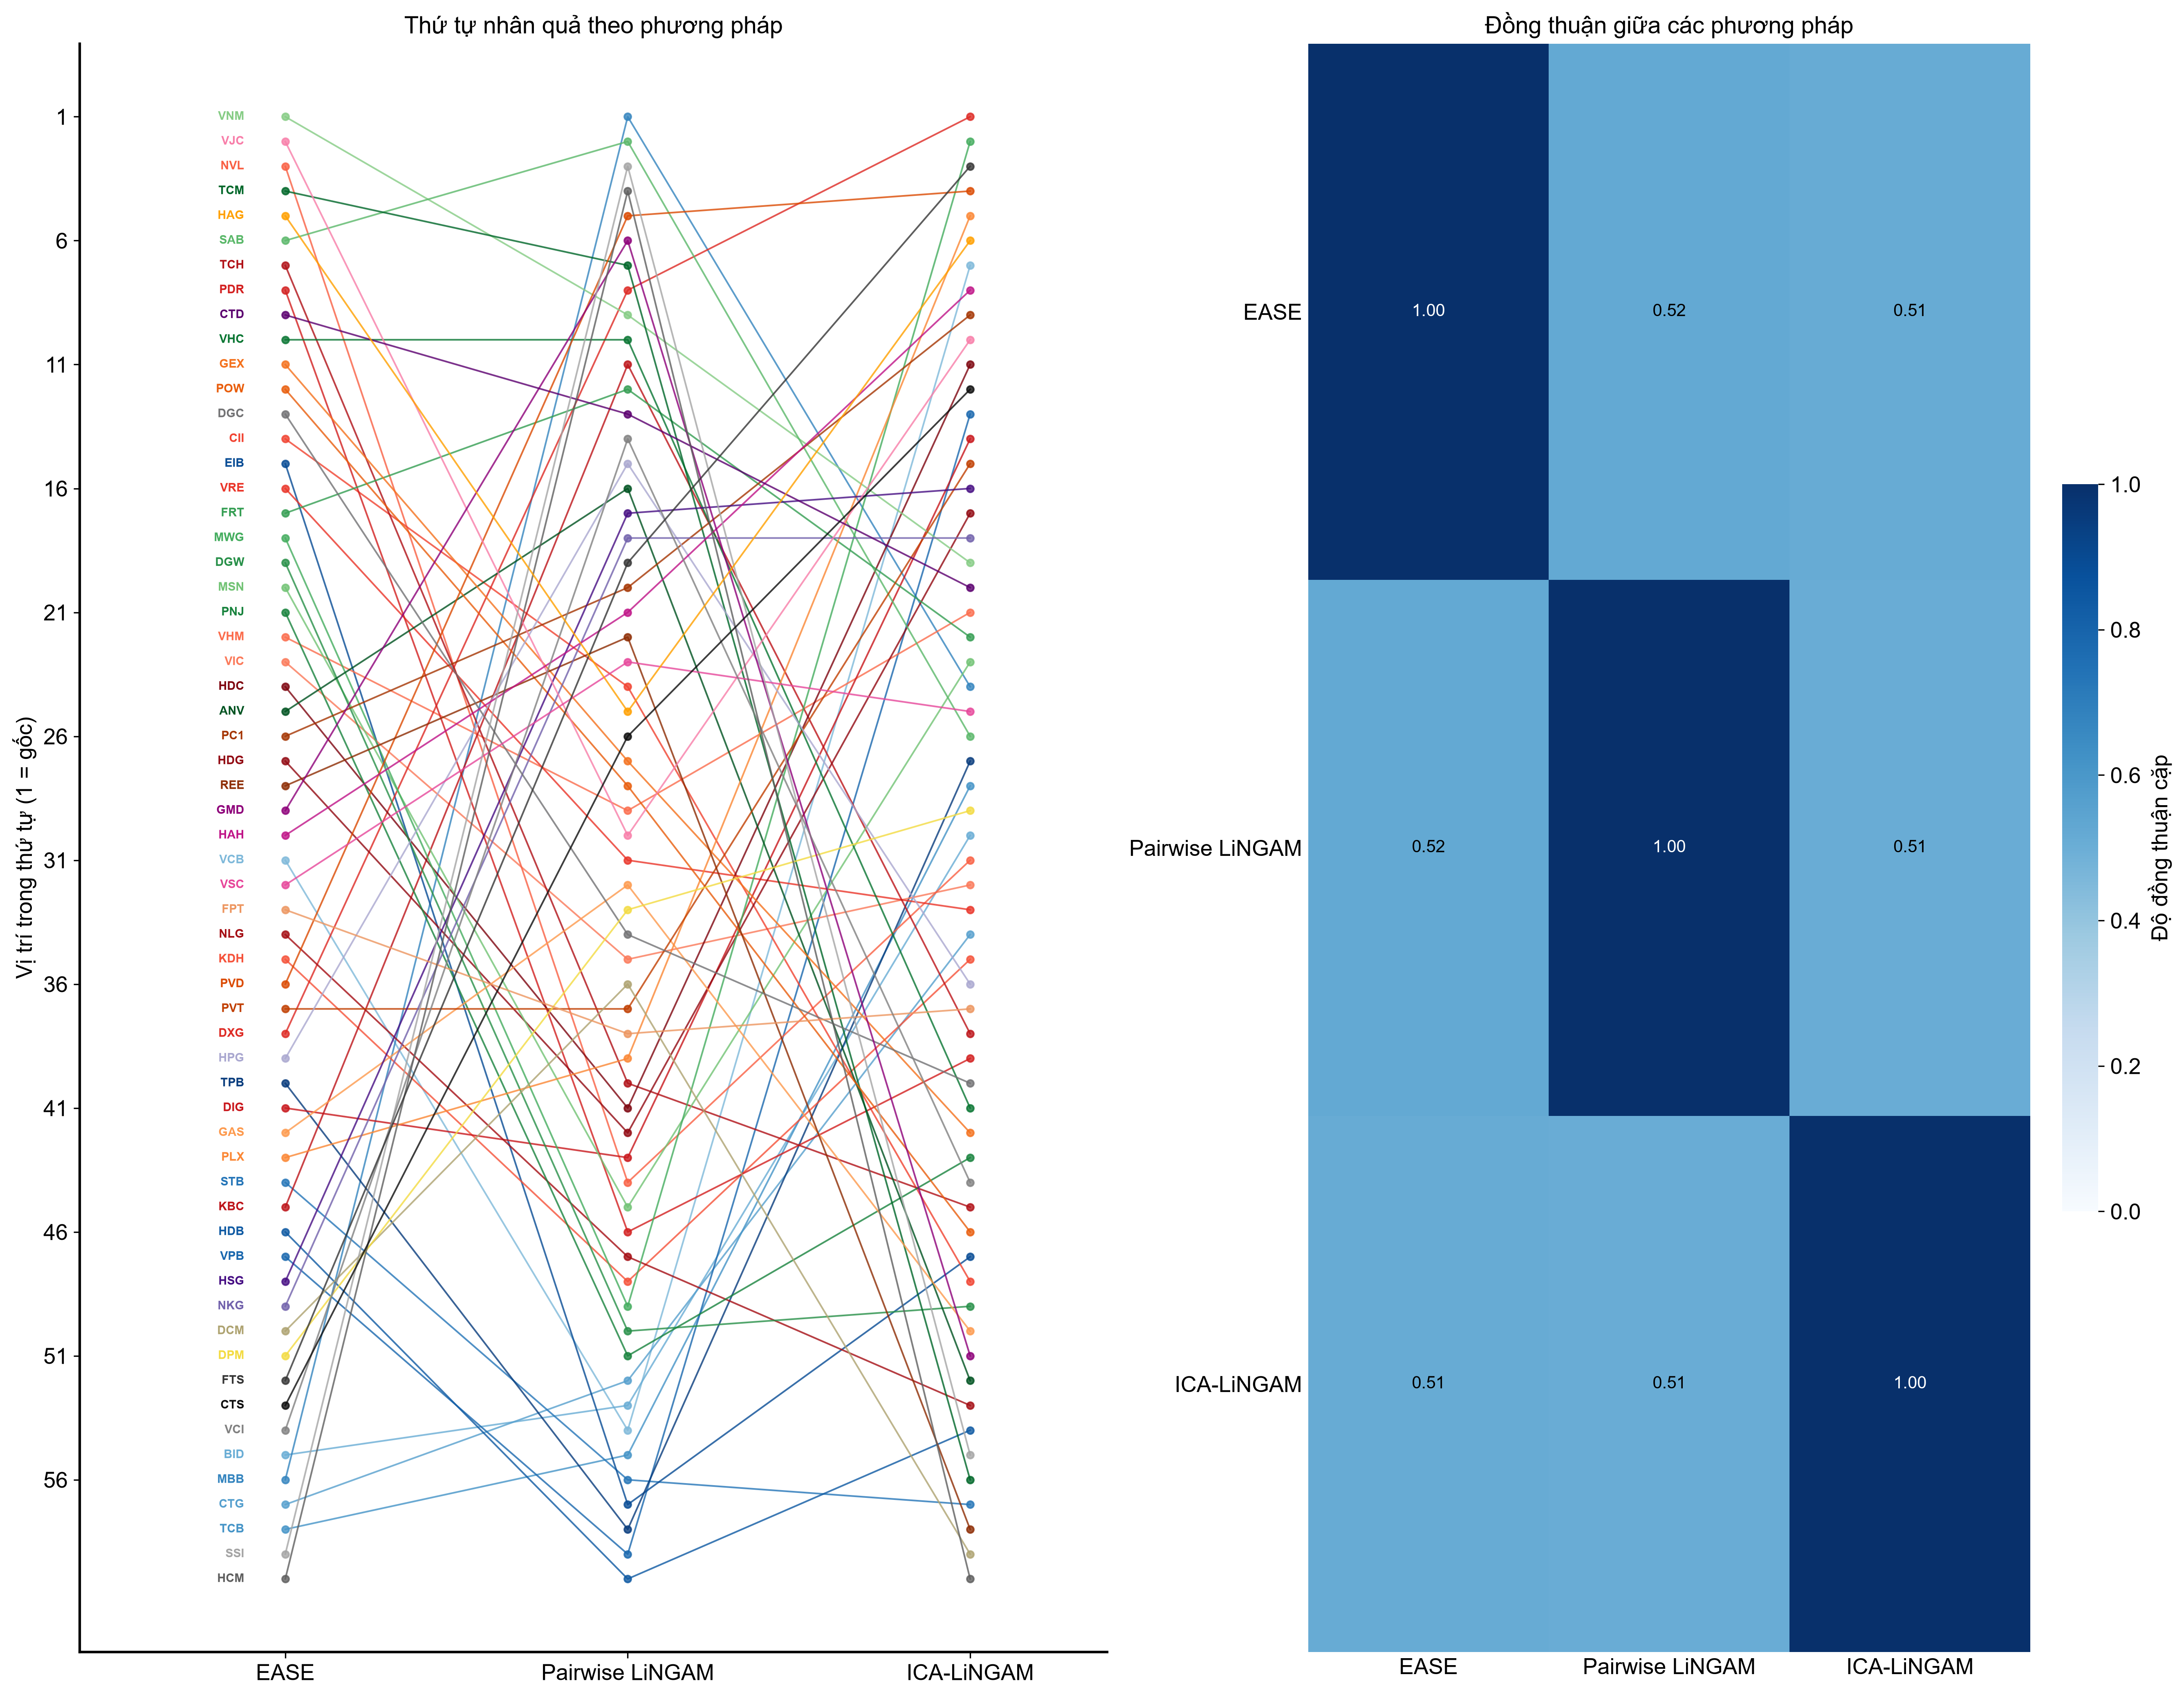 Thứ tự nhân quả theo phương pháp
Vị trí trong thứ tự (1 = gốc)
1
6
11
16
21
26
31
36
41
46
51
56
VNM
VJC
NVL
TCM
HAG
SAB
TCH
PDR
CTD
VHC
GEX
POW
DGC
CII
EIB
VRE
FRT
MWG
DGW
MSN
PNJ
VHM
VIC
HDC
ANV
PC1
HDG
REE
GMD
HAH
VCB
VSC
FPT
NLG
KDH
PVD
PVT
DXG
HPG
TPB
DIG
GAS
PLX
STB
KBC
HDB
VPB
HSG
NKG
DCM
DPM
FTS
CTS
VCI
BID
MBB
CTG
TCB
SSI
HCM
EASE
Pairwise LiNGAM
ICA-LiNGAM
Đồng thuận giữa các phương pháp
EASE
1.00
0.52
0.51
Pairwise LiNGAM
0.52
1.00
0.51
ICA-LiNGAM
0.51
0.51
1.00
EASE
Pairwise LiNGAM
ICA-LiNGAM
1.0
0.8
0.6
0.4
0.2
0.0
Độ đồng thuận cặp